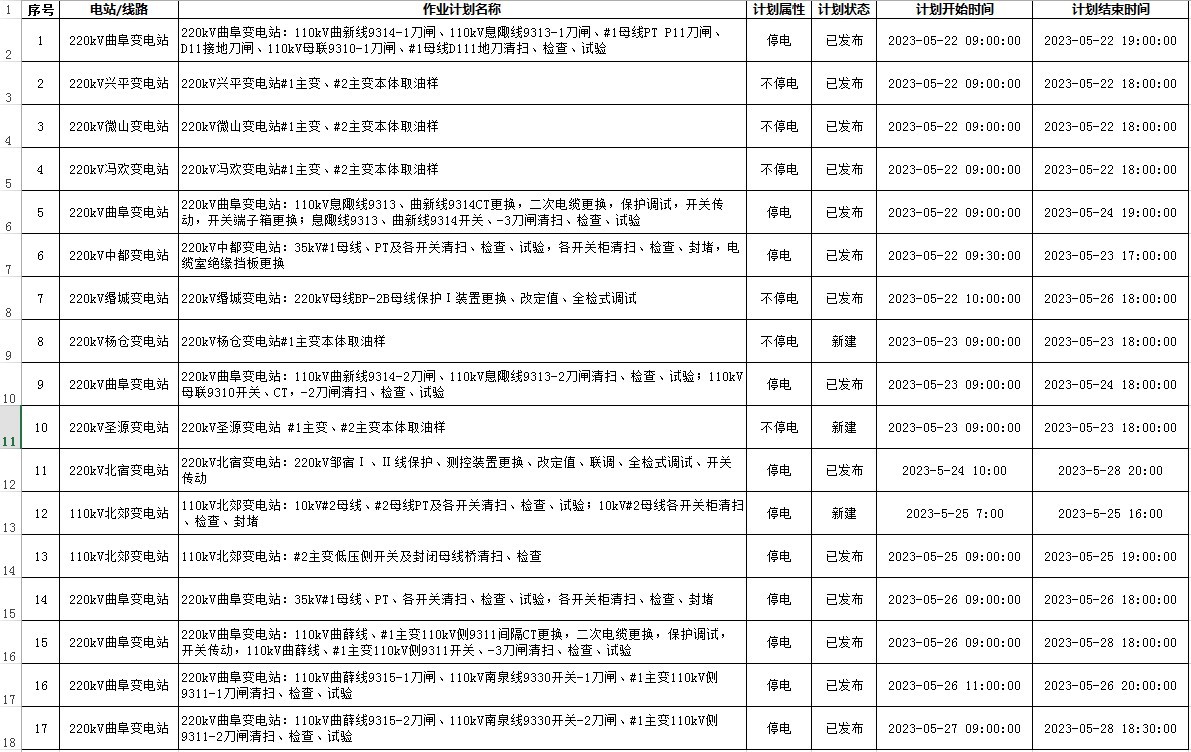 1 序号 电站/线路 作业计划名称 计划属性 计划状态 计划开始时间 计划结束时间
2 1 220kV曲阜变电站 220kV曲阜变电站：110kV曲新线9314-1刀闸、110kV息陬线9313-1刀闸、#1母线PT P11刀闸、
D11接地刀闸、110kV母联9310-1刀闸、#1母线D111地刀清扫、检查、试验 停电 已发布 2023-05-22 09:00:00 2023-05-22 19:00:00
3 2 220kV兴平变电站 220kV兴平变电站#1主变、#2主变本体取油样 不停电 已发布 2023-05-22 09:00:00 2023-05-22 18:00:00
4 3 220kV微山变电站 220kV微山变电站#1主变、#2主变本体取油样 不停电 已发布 2023-05-22 09:00:00 2023-05-22 18:00:00
5 4 220kV冯欢变电站 220kV冯欢变电站#1主变、#2主变本体取油样 不停电 已发布 2023-05-22 09:00:00 2023-05-22 18:00:00
6 5 220kV曲阜变电站 220kV曲阜变电站：110kV息陬线9313、曲新线9314CT更换，二次电缆更换，保护调试，开关传
动，开关端子箱更换；息陬线9313、曲新线9314开关、-3刀闸清扫、检查、试验 停电 已发布 2023-05-22 09:00:00 2023-05-24 19:00:00
7 6 220kV中都变电站 220kV中都变电站：35kV#1母线、PT及各开关清扫、检查、试验，各开关柜清扫、检查、封堵，电
缆室绝缘挡板更换 停电 已发布 2023-05-22 09:30:00 2023-05-23 17:00:00
8 7 220kV缗城变电站 220kV缗城变电站：220kV母线BP-2B母线保护Ⅰ装置更换、改定值、全检式调试 不停电 已发布 2023-05-22 10:00:00 2023-05-26 18:00:00
9 8 220kV杨仓变电站 220kV杨仓变电站#1主变本体取油样 不停电 新建 2023-05-23 09:00:00 2023-05-23 18:00:00
10 9 220kV曲阜变电站 220kV曲阜变电站：110kV曲新线9314-2刀闸、110kV息陬线9313-2刀闸清扫、检查、试验；110kV
母联9310开关、CT，-2刀闸清扫、检查、试验 停电 已发布 2023-05-23 09:00:00 2023-05-24 18:00:00
11 10 220kV圣源变电站 220kV圣源变电站 #1主变、#2主变本体取油样 不停电 新建 2023-05-23 09:00:00 2023-05-23 18:00:00
12 11 220kV北宿变电站 220kV北宿变电站：220kV邹宿Ⅰ、Ⅱ线保护、测控装置更换、改定值、联调、全检式调试、开关
传动 停电 已发布 2023-5-24 10:00 2023-5-28 20:00
13 12 110kV北郊变电站 110kV北郊变电站：10kV#2母线、#2母线PT及各开关清扫、检查、试验；10kV#2母线各开关柜清扫
、检查、封堵 停电 新建 2023-5-25 7:00 2023-5-25 16:00
14 13 110kV北郊变电站 110kV北郊变电站：#2主变低压侧开关及封闭母线桥清扫、检查 停电 已发布 2023-05-25 09:00:00 2023-05-25 19:00:00
15 14 220kV曲阜变电站 220kV曲阜变电站：35kV#1母线、PT、各开关清扫、检查、试验，各开关柜清扫、检查、封堵 停电 已发布 2023-05-26 09:00:00 2023-05-26 18:00:00
16 15 220kV曲阜变电站 220kV曲阜变电站：110kV曲薛线、#1主变110kV侧9311间隔CT更换，二次电缆更换，保护调试，
开关传动，110kV曲薛线、#1主变110kV侧9311开关、-3刀闸清扫、检查、试验 停电 已发布 2023-05-26 09:00:00 2023-05-28 18:00:00
17 16 220kV曲阜变电站 220kV曲阜变电站：110kV曲薛线9315-1刀闸、110kV南泉线9330开关-1刀闸、#1主变110kV侧
9311-1刀闸清扫、检查、试验 停电 已发布 2023-05-26 11:00:00 2023-05-26 20:00:00
18 17 220kV曲阜变电站 220kV曲阜变电站：110kV曲薛线9315-2刀闸、110kV南泉线9330开关-2刀闸、#1主变110kV侧
9311-2刀闸清扫、检查、试验 停电 已发布 2023-05-27 09:00:00 2023-05-28 18:30:00